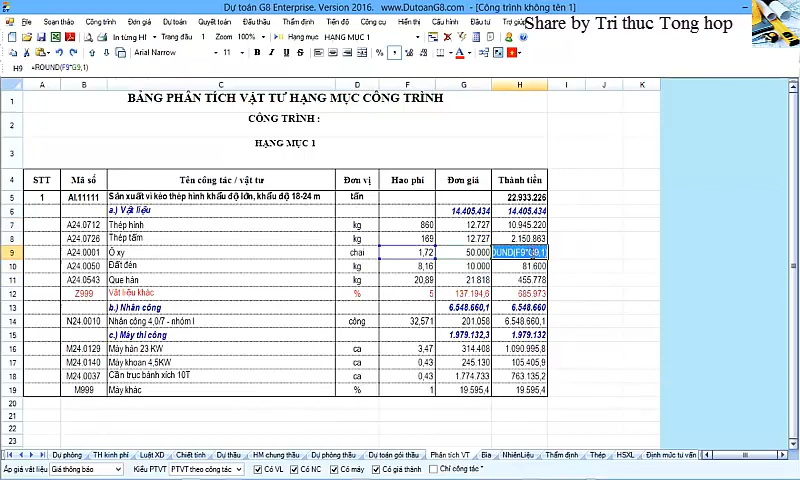 Dự toán G8 Enterprise. Version 2016. www.DutoanG8.com - [Công trình không tên 1]
Soạn thảo Công trình Đơn giá Dự toán Quyết toán Đấu thầu Thẩm định Tiến độ Công cụ Hiển thị Đầu tư Trợ giúp
Share by Tri thuc Tong hop
In từng HT Trang đầu 1 Zoom 100% Hạng mục HẠNG MỤC 1
Arial Narrow
H9 =ROUND(F9*G9,1)
A B C D F G H I J K
1 BẢNG PHÂN TÍCH VẬT TƯ HẠNG MỤC CÔNG TRÌNH
2 CÔNG TRÌNH :
3 HẠNG MỤC 1
4 STT Mã số Tên công tác / vật tư Đơn vị Hao phí Đơn giá Thành tiền
5 1 AI.11111 Sản xuất vì kèo thép hình khẩu độ lớn, khẩu độ 18-24 m tấn 22.933.226
6 a.) Vật liệu 14.405.434 14.405.434
7 A24.0712 Thép hình kg 860 12.727 10.945.220
8 A24.0726 Thép tấm kg 169 12.727 2.150.863
9 A24.0001 Ô xy chai 1,72 50.000 OUND(F9*G9,1)
10 A24.0050 Đất đèn kg 8,16 10.000 81.600
11 A24.0543 Que hàn kg 20,89 21.818 455.778
12 Z999 Vật liệu khác % 5 137.194,6 685.973
13 b.) Nhân công 6.548.660,1 6.548.660
14 N24.0010 Nhân công 4,0/7 - nhóm I công 32,571 201.058 6.548.660,1
15 c.) Máy thi công 1.979.132,3 1.979.132
16 M24.0129 Máy hàn 23 KW ca 3,47 314.408 1.090.995,8
17 M24.0140 Máy khoan 4,5KW ca 0,43 245.130 105.405,9
18 M24.0037 Cần trục bánh xích 10T ca 0,43 1.774.733 763.135,2
19 M999 Máy khác % 1 19.595,4 19.595,4
20
21
22
23
Dự phòng TH kinh phí Luật XD Chiết tính Dự thầu HM chung thầu Dự phòng thầu Dự toán gói thầu Phân tích VT Bìa NhiênLiệu Thẩm định Thép HSXL Định mức tư vấn
Áp giá vật liệu Giá thông báo Kiểu PTVT PTVT theo công tác Có VL Có NC Có máy Có giá thành Chỉ công tác *